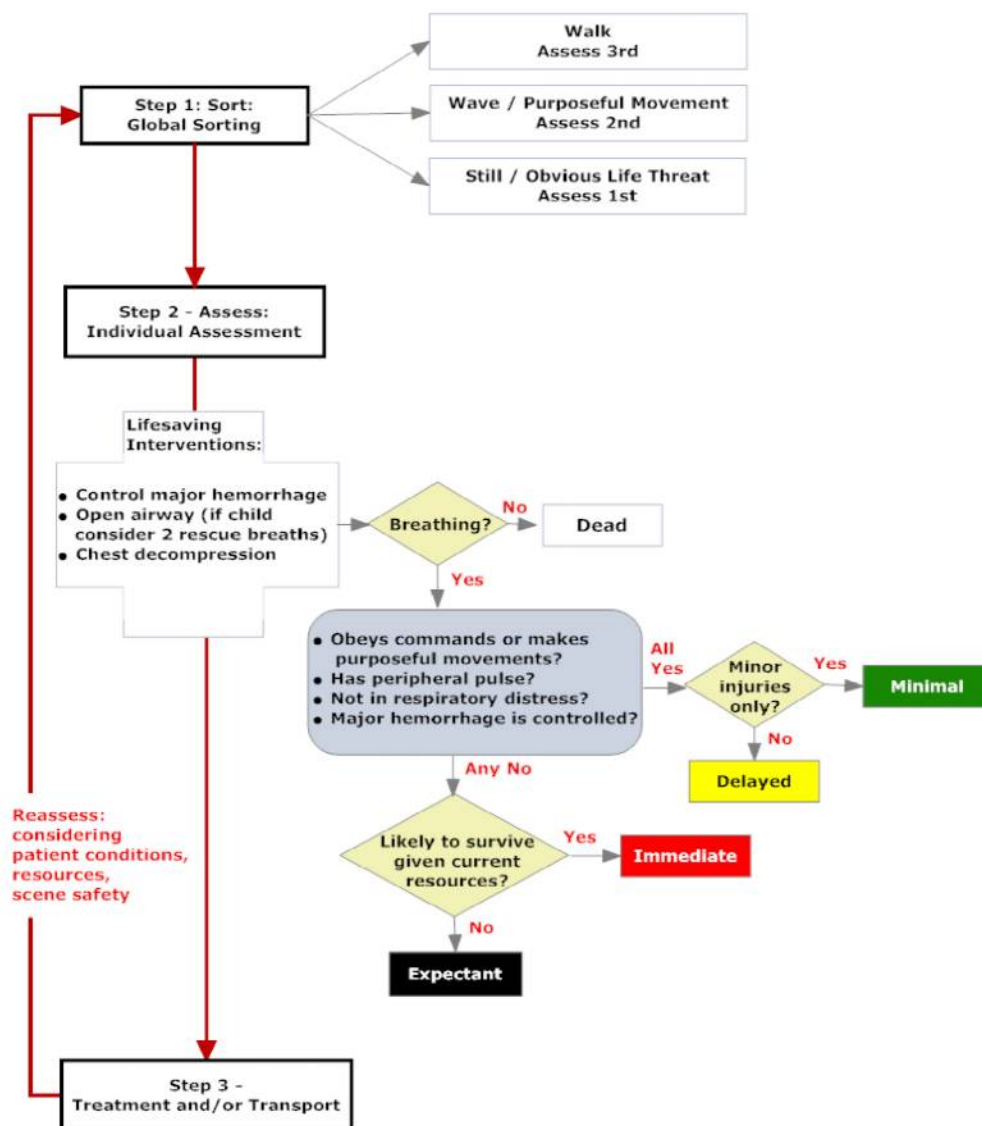 Walk
Assess 3rd
Step 1: Sort:
Global Sorting
Wave / Purposeful Movement
Assess 2nd
Still / Obvious Life Threat
Assess 1st
Step 2 - Assess:
Individual Assessment
Lifesaving
Interventions:
• Control major hemorrhage
• Open airway (if child
consider 2 rescue breaths)
• Chest decompression
Breathing?
No
Dead
Yes
• Obeys commands or makes
purposeful movements?
• Has peripheral pulse?
• Not in respiratory distress?
• Major hemorrhage is controlled?
All
Yes
Minor
injuries
only?
Yes
Minimal
No
Delayed
Any No
Likely to survive
given current
resources?
Yes
Immediate
No
Expectant
Reassess:
considering
patient conditions,
resources,
scene safety
Step 3 -
Treatment and/or Transport